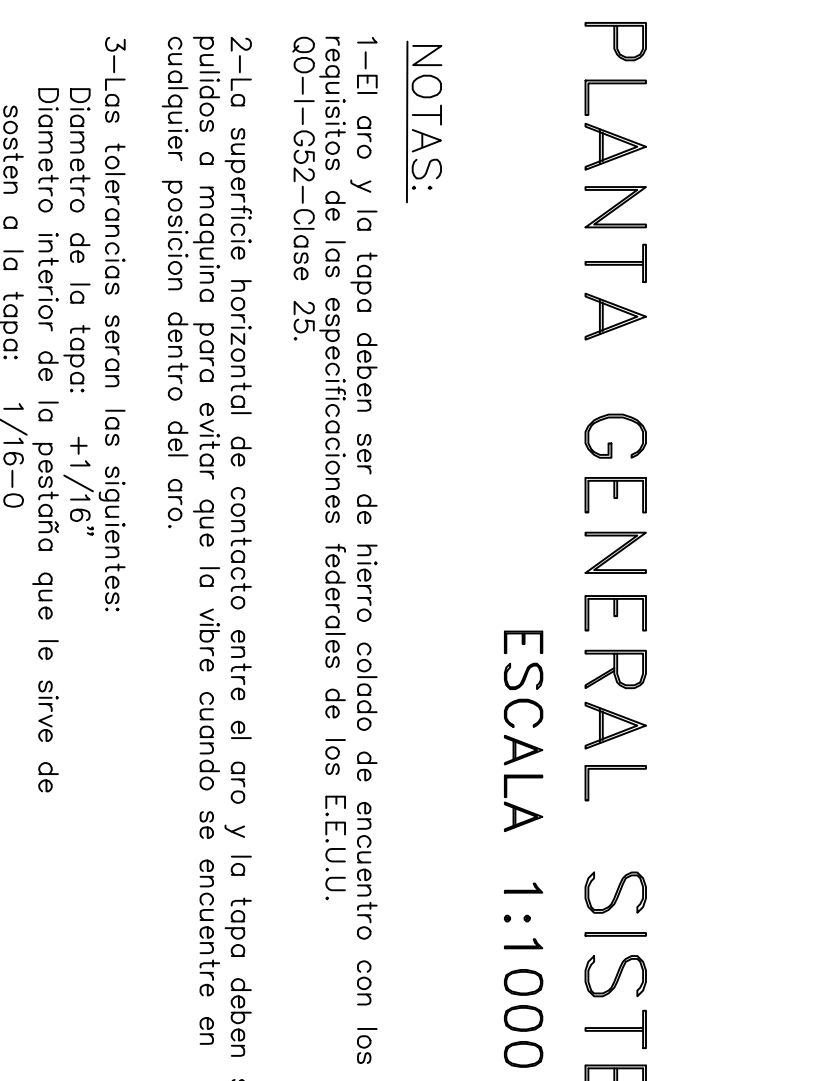 PLANTA GENERAL SISTE
ESCALA 1:1000
NOTAS:
1-El aro y la tapa deben ser de hierro colado de encuentro con los
requisitos de las especificaciones federales de los E.E.U.U.
QO-I-G52-Clase 25.
2-La superficie horizontal de contacto entre el aro y la tapa deben s
pulidos a maquina para evitar que la vibre cuando se encuentre en
cualquier posicion dentro del aro.
3-Las tolerancias seran las siguientes:
Diametro de la tapa: +1/16"
Diametro interior de la pestaña que le sirve de
sosten a la tapa: 1/16-0